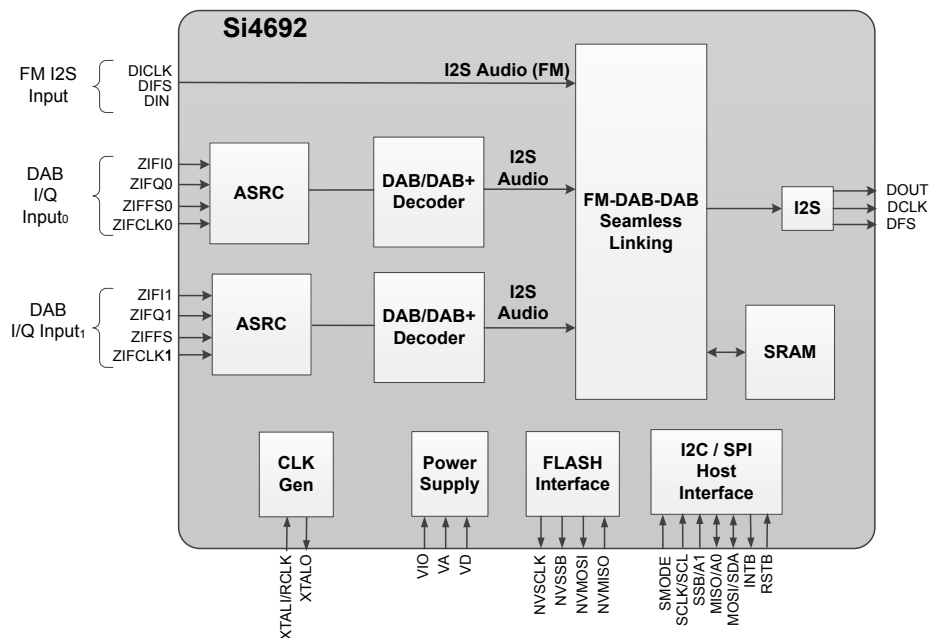 Si4692
FM I2S
Input
DICLK
DIFS
DIN
I2S Audio (FM)
DAB
I/Q
Input0
ZIFI0
ZIFQ0
ZIFFS0
ZIFCLK0
ASRC
DAB/DAB+
Decoder
I2S
Audio
FM-DAB-DAB
Seamless
Linking
I2S
DOUT
DCLK
DFS
DAB
I/Q Input1
ZIFI1
ZIFQ1
ZIFFS
ZIFCLK1
ASRC
DAB/DAB+
Decoder
I2S
Audio
SRAM
CLK
Gen
Power
Supply
FLASH
Interface
I2C / SPI
Host
Interface
XTALI/RCLK
XTALO
VIO
VA
VD
NVSCLK
NVSSB
NVMOSI
NVMISO
SMODE
SCLK/SCL
SSB/A1
MISO/A0
MOSI/SDA
INTB
RSTB